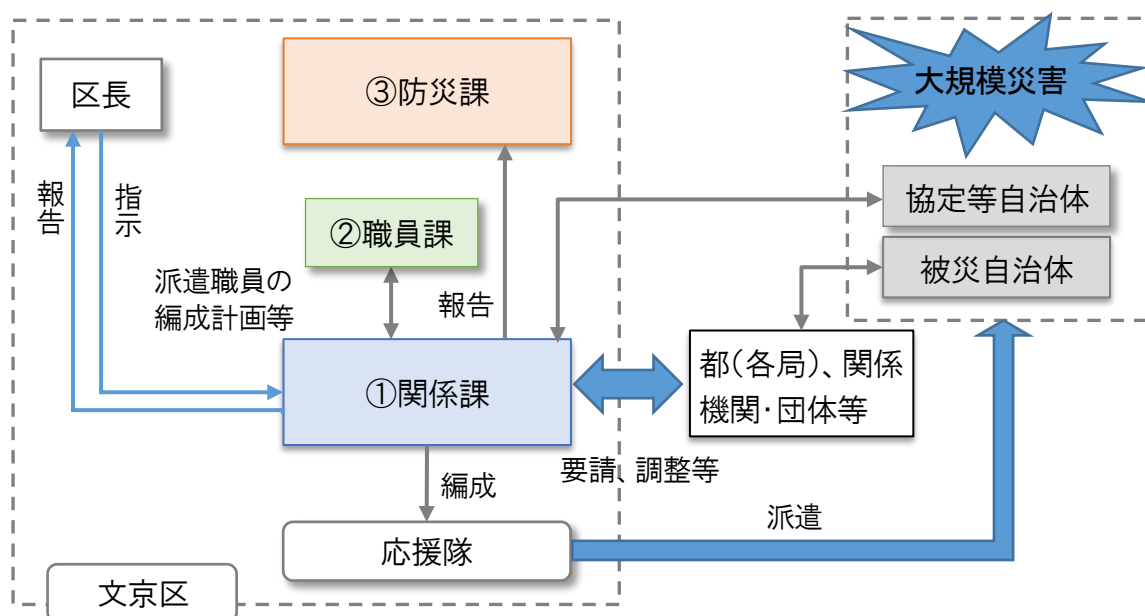 区長
③防災課
大規模災害
報告
指示
②職員課
協定等自治体
被災自治体
派遣職員の
編成計画等
報告
①関係課
都(各局)、関係
機関・団体等
要請、調整等
編成
派遣
応援隊
文京区